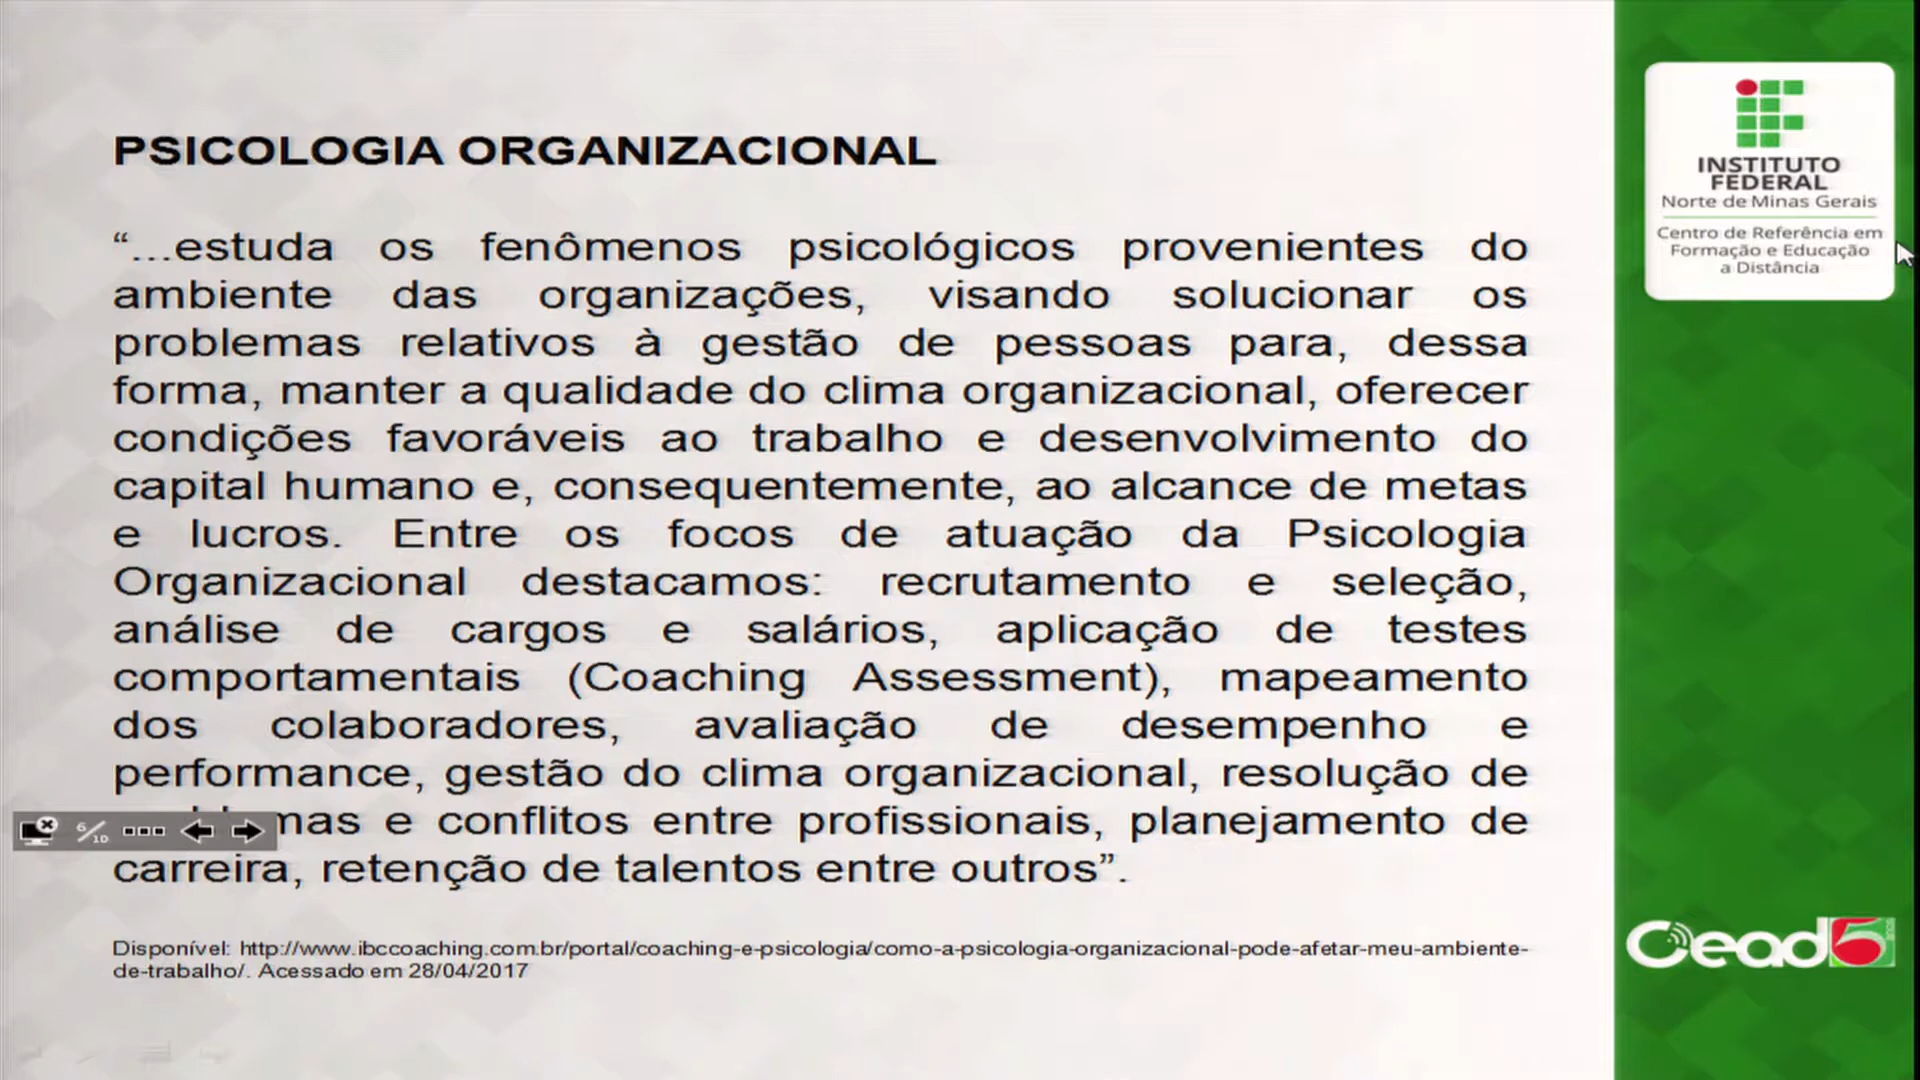 PSICOLOGIA ORGANIZACIONAL
“...estuda os fenômenos psicológicos provenientes do
ambiente das organizações, visando solucionar os
problemas relativos à gestão de pessoas para, dessa
forma, manter a qualidade do clima organizacional, oferecer
condições favoráveis ao trabalho e desenvolvimento do
capital humano e, consequentemente, ao alcance de metas
e lucros. Entre os focos de atuação da Psicologia
Organizacional destacamos: recrutamento e seleção,
análise de cargos e salários, aplicação de testes
comportamentais (Coaching Assessment), mapeamento
dos colaboradores, avaliação de desempenho e
performance, gestão do clima organizacional, resolução de
e conflitos entre profissionais, planejamento de
carreira, retenção de talentos entre outros”.
Disponível: http://www.ibccoaching.com.br/portal/coaching-e-psicologia/como-a-psicologia-organizacional-pode-afetar-meu-ambiente-
de-trabalho/. Acessado em 28/04/2017
6/10
INSTITUTO
FEDERAL
Norte de Minas Gerais
Centro de Referência em
Formação e Educação
a Distância
Cead 5